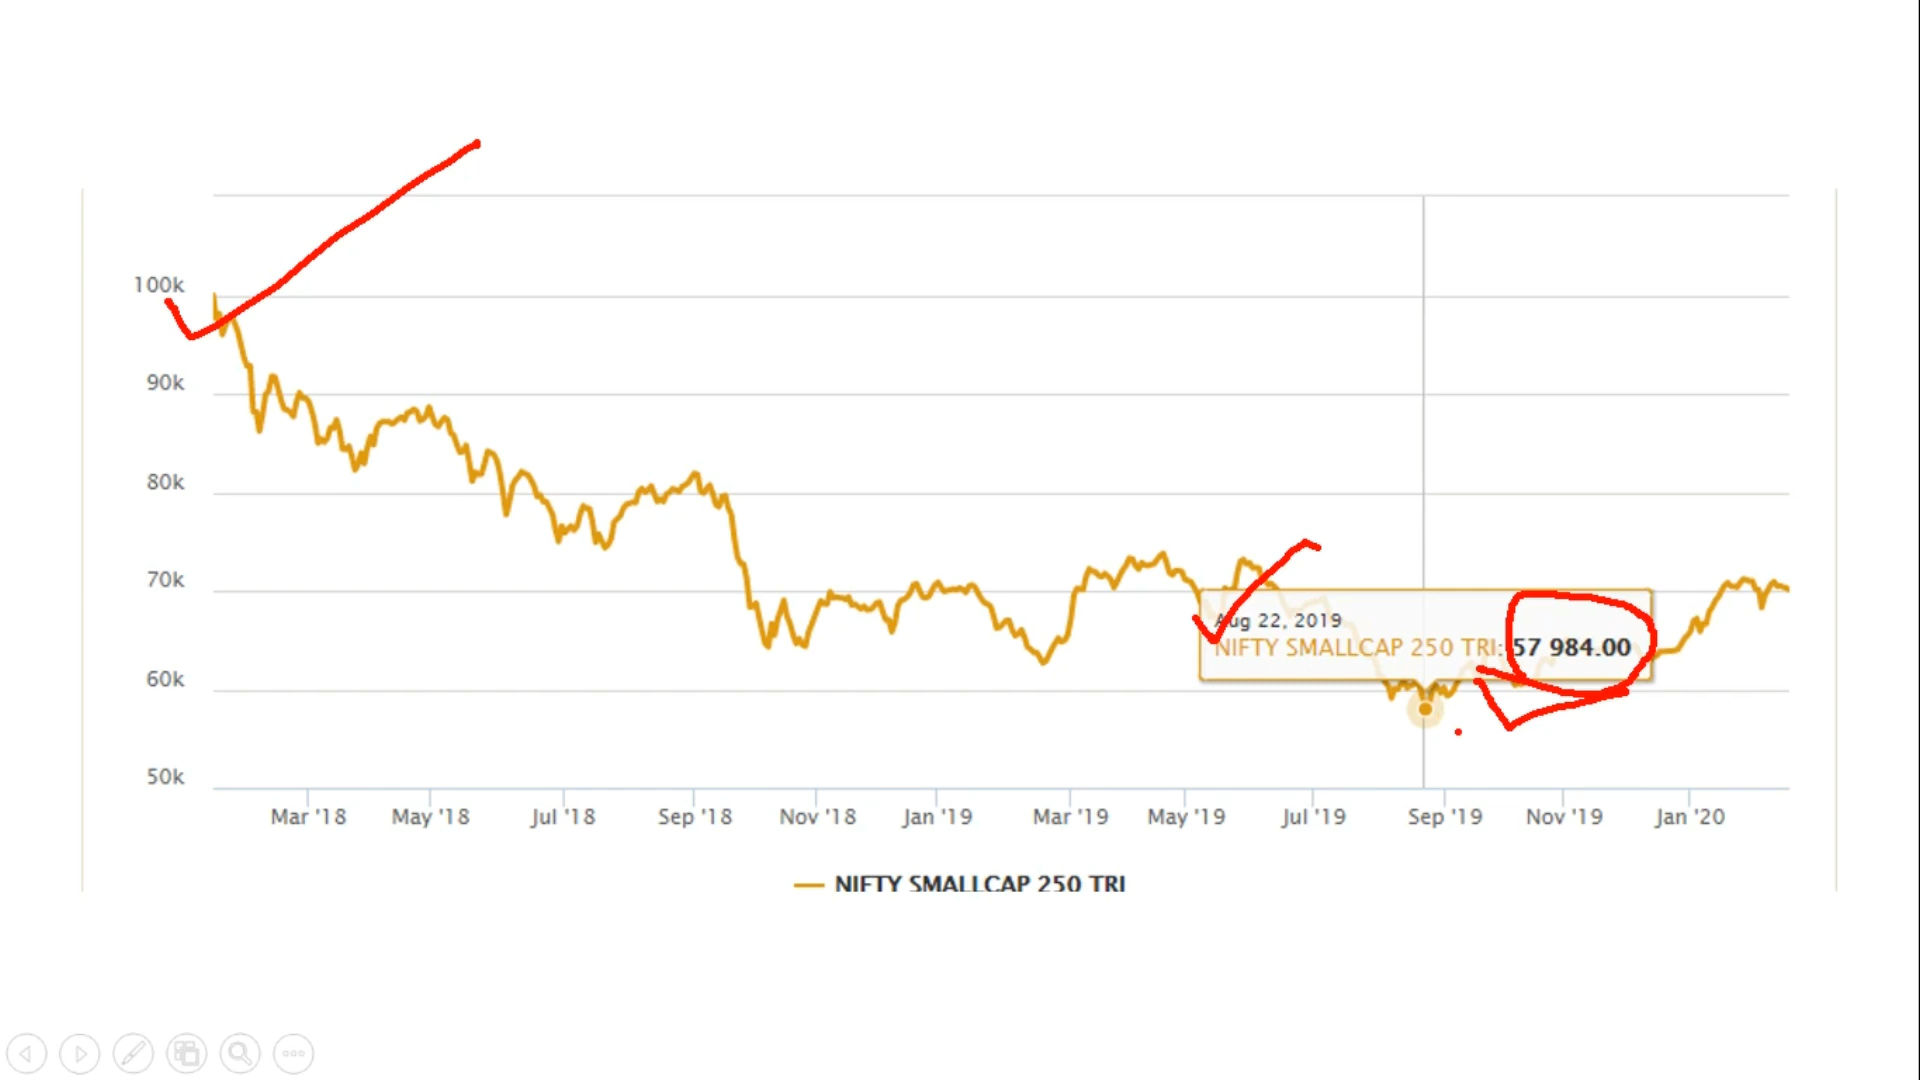 100k
90k
80k
70k
60k
50k
Aug 22, 2019
NIFTY SMALLCAP 250 TRI: 57 984.00
Mar '18 May '18 Jul '18 Sep '18 Nov '18 Jan '19 Mar '19 May '19 Jul '19 Sep '19 Nov '19 Jan '20
NIFTY SMALLCAP 250 TRI